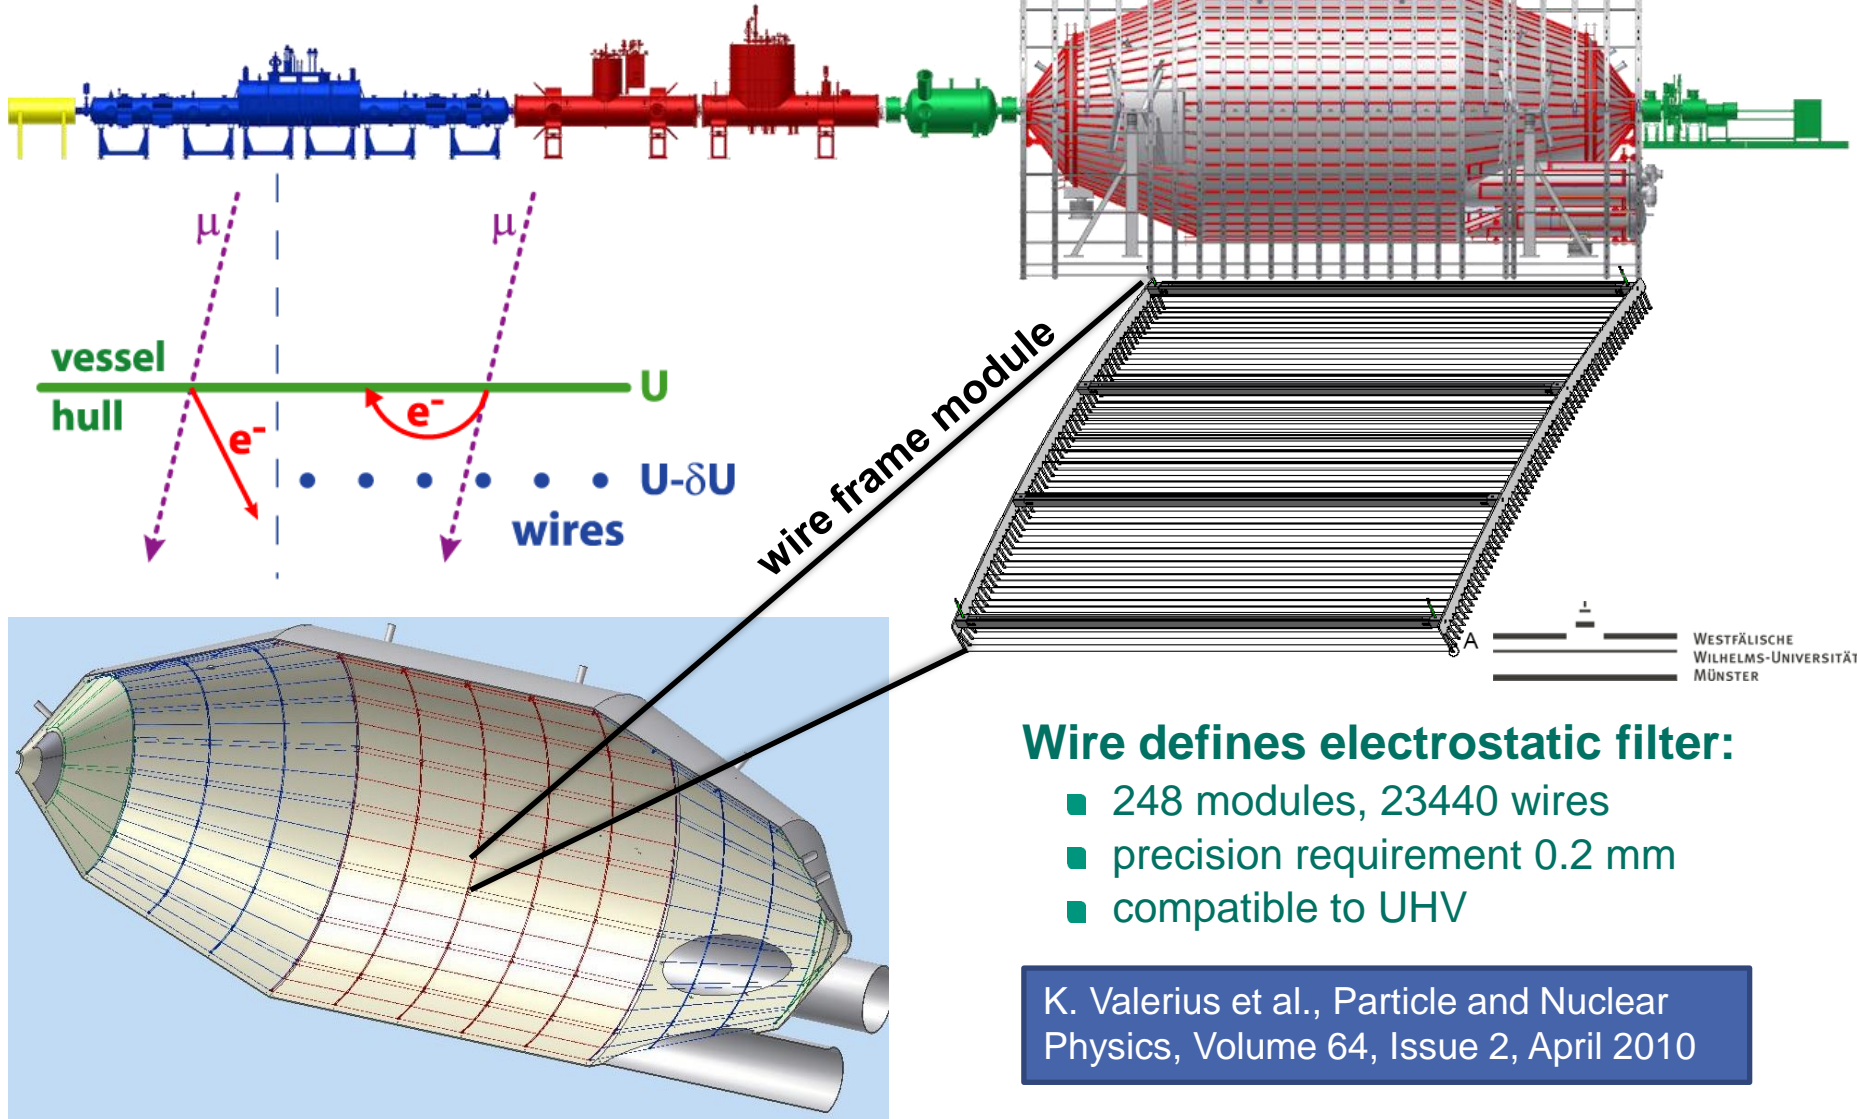 μ
μ
vessel
hull
U
e-
e-
U-δU
wires
wire frame module
A
WESTFÄLISCHE
WILHELMS-UNIVERSITÄT
MÜNSTER
Wire defines electrostatic filter:
248 modules, 23440 wires
precision requirement 0.2 mm
compatible to UHV
K. Valerius et al., Particle and Nuclear
Physics, Volume 64, Issue 2, April 2010